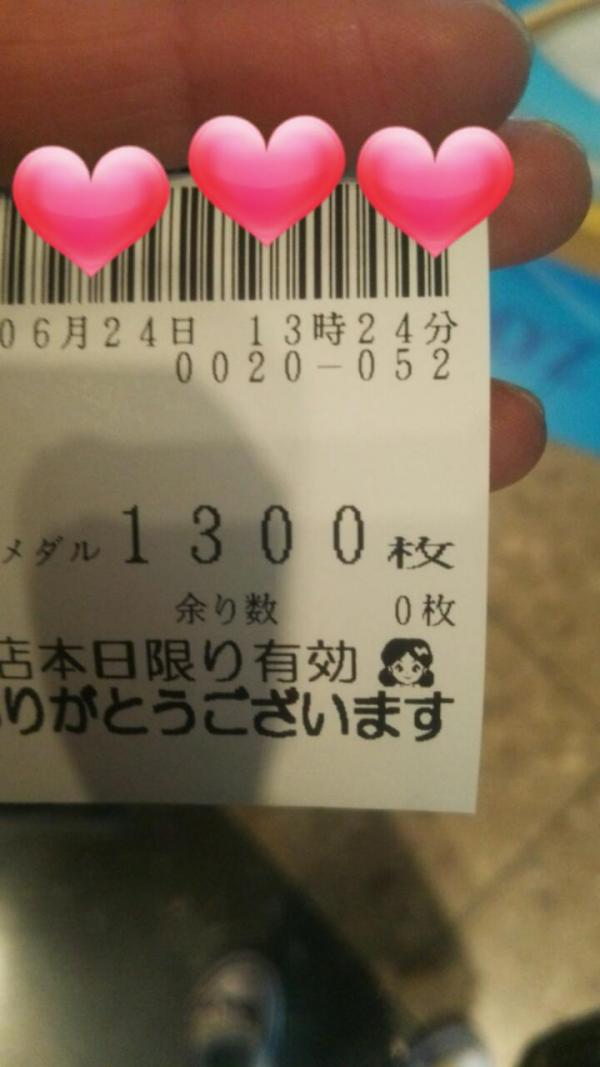 06月24日 13時24分
0020-052
メダル1300枚
余り数 0枚
店本日限り有効
りがとうございます